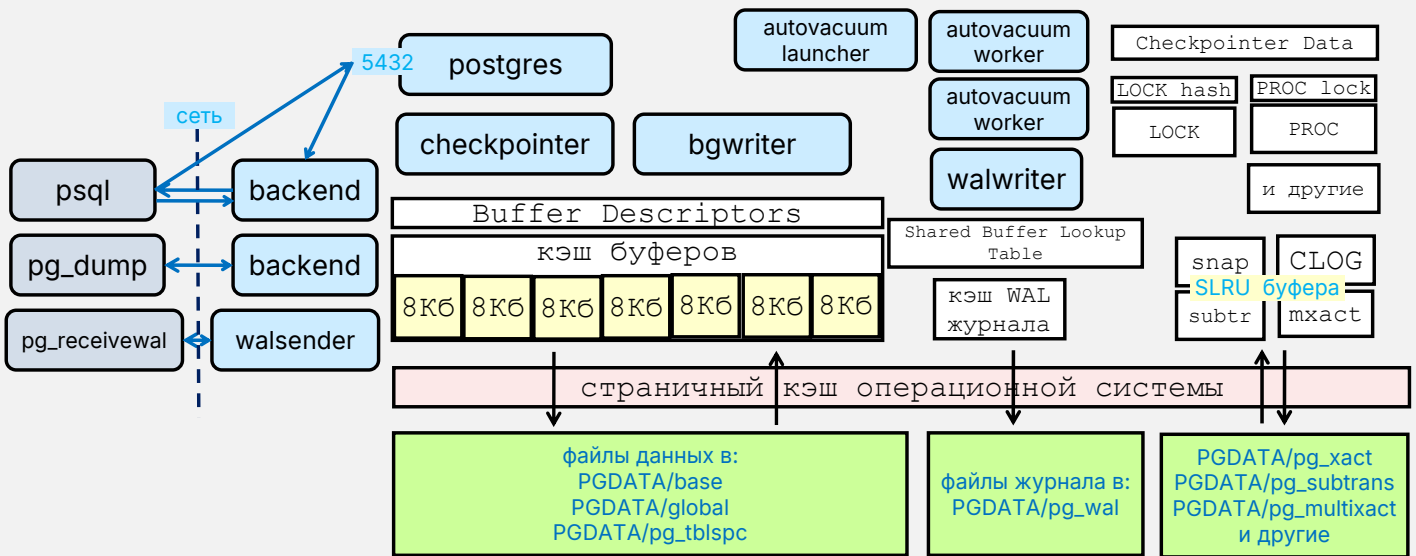 autovacuum
launcher
autovacuum
worker
Checkpointer Data
5432
postgres
LOCK hash
PROC lock
autovacuum
worker
сеть
LOCK
PROC
checkpointer
bgwriter
walwriter
и другие
psql
backend
Buffer Descriptors
Shared Buffer Lookup
Table
кэш буферов
pg_dump
backend
snap
CLOG
SLRU буфера
subtr
mxact
8Кб
8Кб
8Кб
8Кб
8Кб
8Кб
8Кб
кэш WAL
журнала
pg_receivewal
walsender
страничный кэш операционной системы
файлы данных в:
PGDATA/base
PGDATA/global
PGDATA/pg_tblspc
файлы журнала в:
PGDATA/pg_wal
PGDATA/pg_xact
PGDATA/pg_subtrans
PGDATA/pg_multixact
и другие